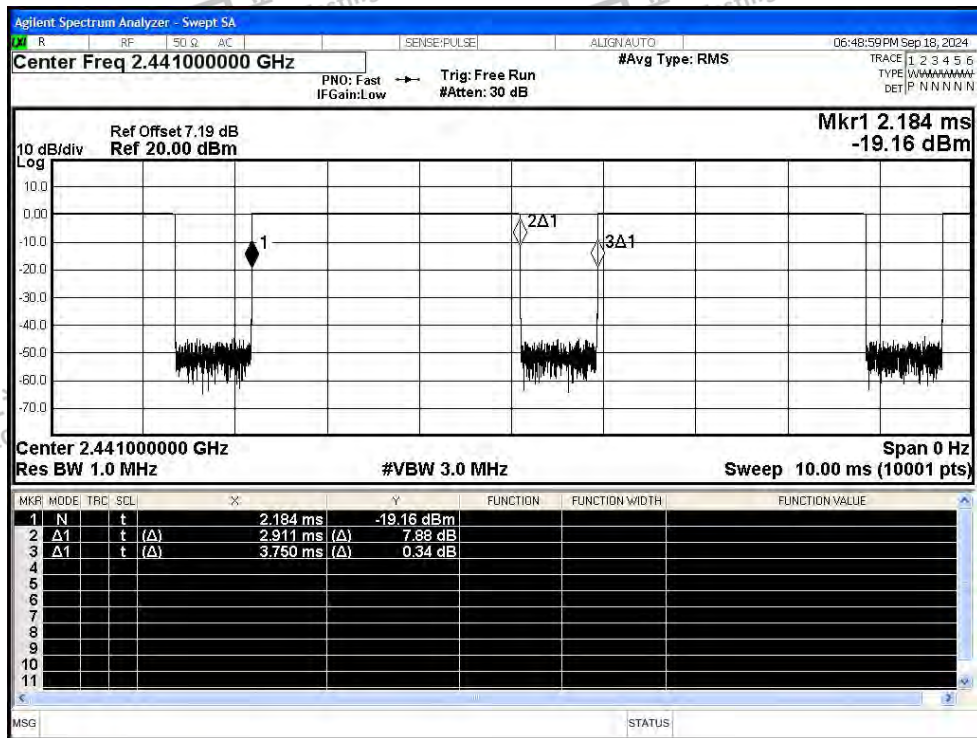 Agilent Spectrum Analyzer - Swept SA
LXI R RF 50 Ω AC SENSE:PULSE ALIGN AUTO 06:48:59 PM Sep 18, 2024
Center Freq 2.441000000 GHz #Avg Type: RMS TRACE 1 2 3 4 5 6
PNO: Fast Trig: Free Run TYPE WWWWWW
IFGain:Low #Atten: 30 dB DET P N N N N N
Mkr1 2.184 ms
Ref Offset 7.19 dB
10 dB/div Ref 20.00 dBm -19.16 dBm
Log
10.0
0.00
2Δ1
-10.0
1
3Δ1
-20.0
-30.0
-40.0
-50.0
-60.0
-70.0
Center 2.441000000 GHz Span 0 Hz
Res BW 1.0 MHz #VBW 3.0 MHz Sweep 10.00 ms (10001 pts)
MKR MODE TRC SCL X Y FUNCTION FUNCTION WIDTH FUNCTION VALUE
1 N t 2.184 ms -19.16 dBm
2 Δ1 t (Δ) 2.911 ms (Δ) 7.88 dB
3 Δ1 t (Δ) 3.750 ms (Δ) 0.34 dB
4
5
6
7
8
9
10
11
MSG STATUS